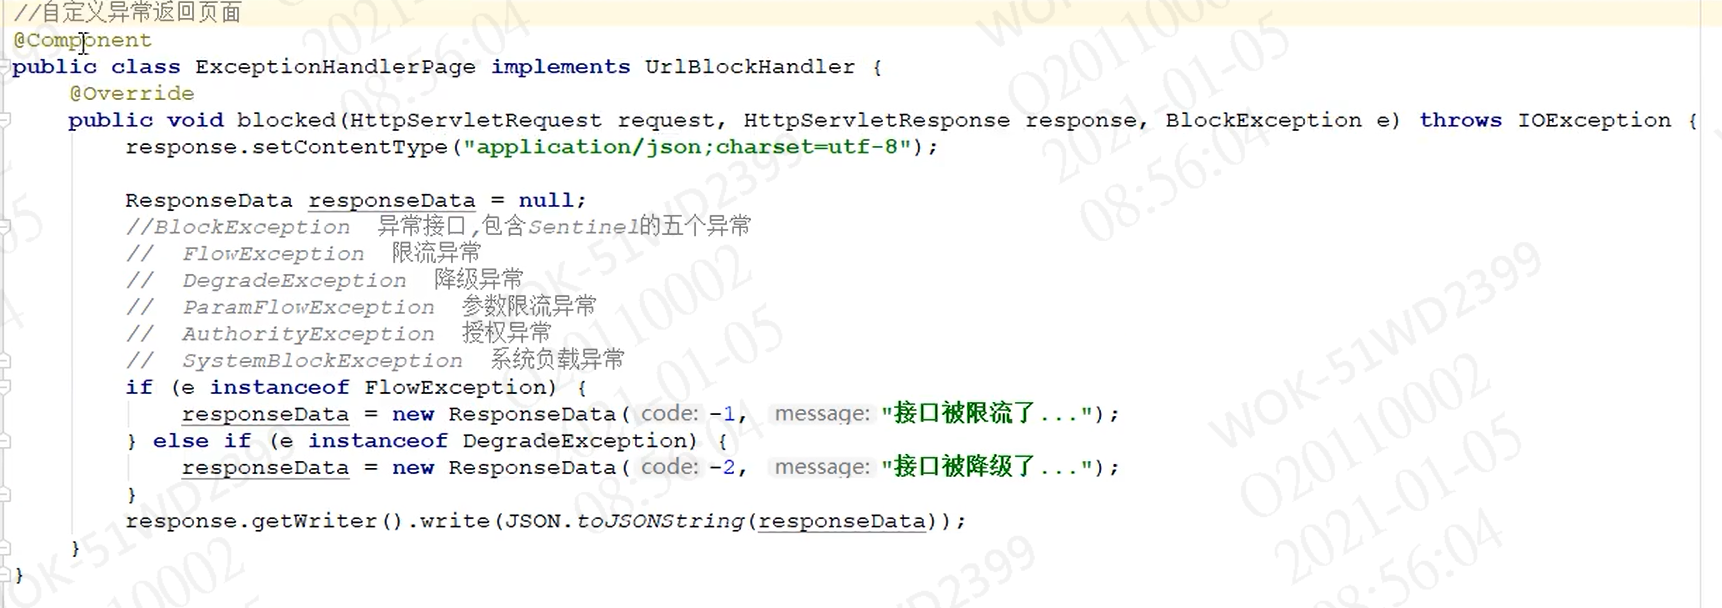 //自定义异常返回页面
@Component
public class ExceptionHandlerPage implements UrlBlockHandler {
@Override
public void blocked(HttpServletRequest request, HttpServletResponse response, BlockException e) throws IOException {
response.setContentType("application/json;charset=utf-8");
ResponseData responseData = null;
//BlockException 异常接口,包含Sentinel的五个异常
// FlowException 限流异常
// DegradeException 降级异常
// ParamFlowException 参数限流异常
// AuthorityException 授权异常
// SystemBlockException 系统负载异常
if (e instanceof FlowException) {
responseData = new ResponseData( code: -1, message: "接口被限流了...");
} else if (e instanceof DegradeException) {
responseData = new ResponseData( code: -2, message: "接口被降级了...");
}
response.getWriter().write(JSON.toJSONString(responseData));
}
}
WOK-51WD2399
O20110002
2021-01-05
08:56:04